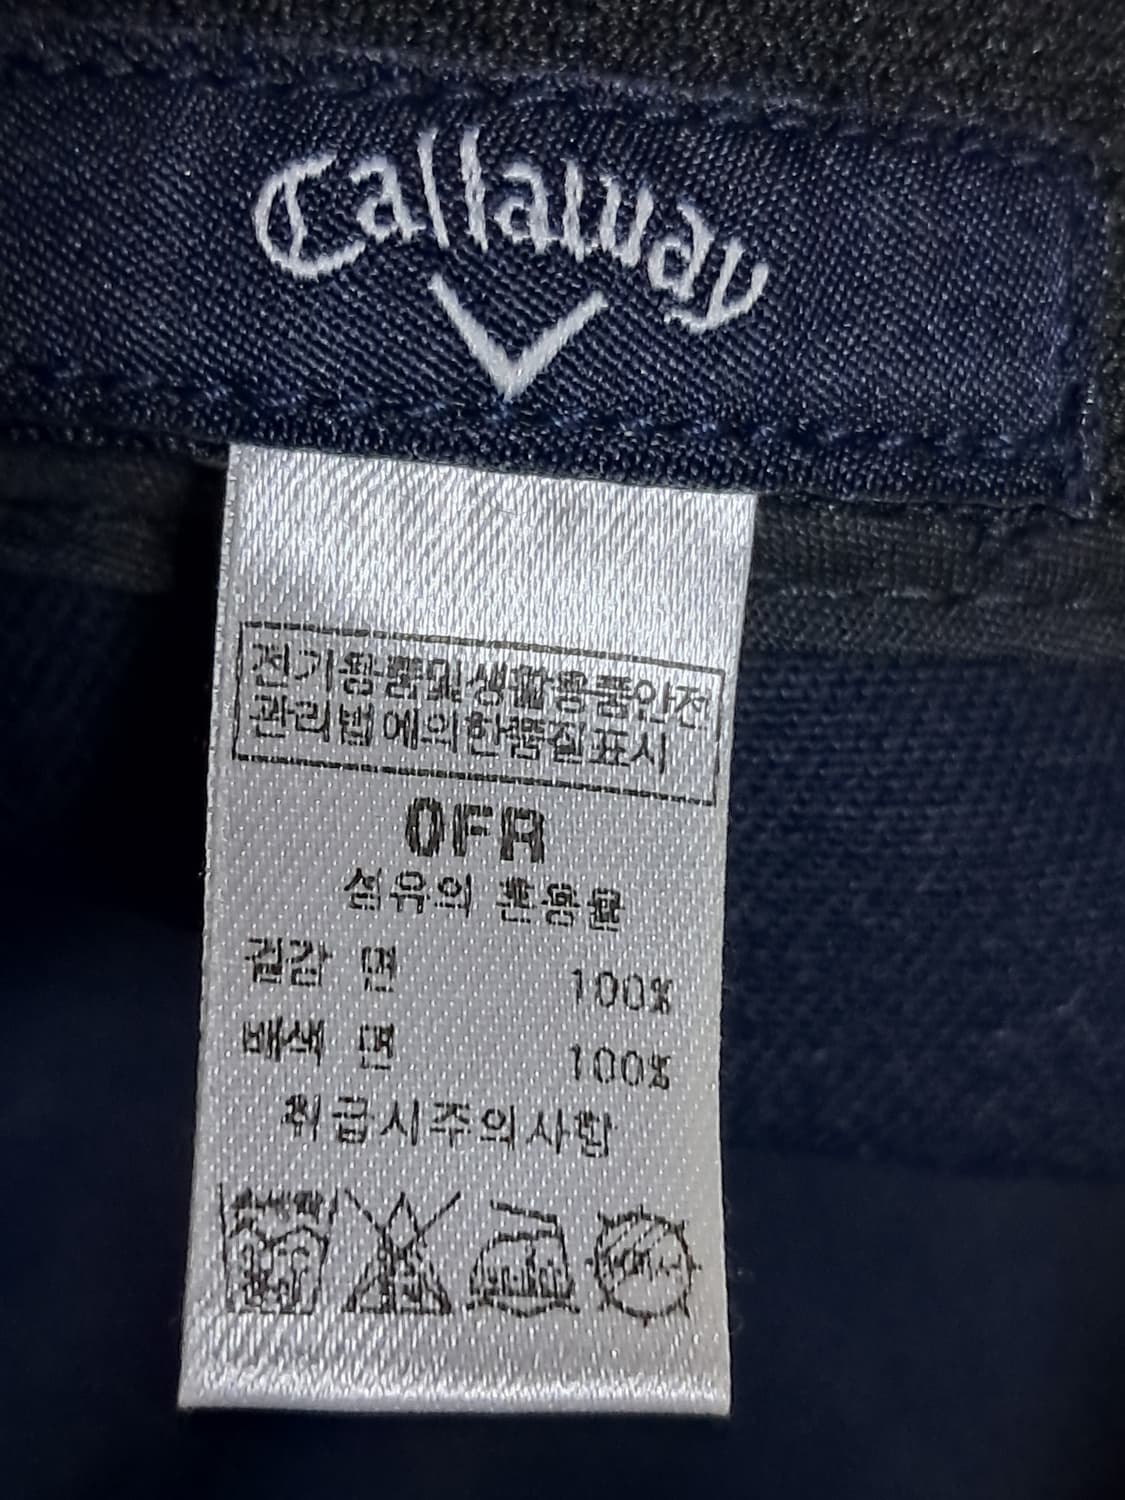 Callaway
전기용품및생활용품안전
관리법에의한품질표시
OFR
섬유의 혼용율
겉감 면 100%
배색 면 100%
취급시주의사항